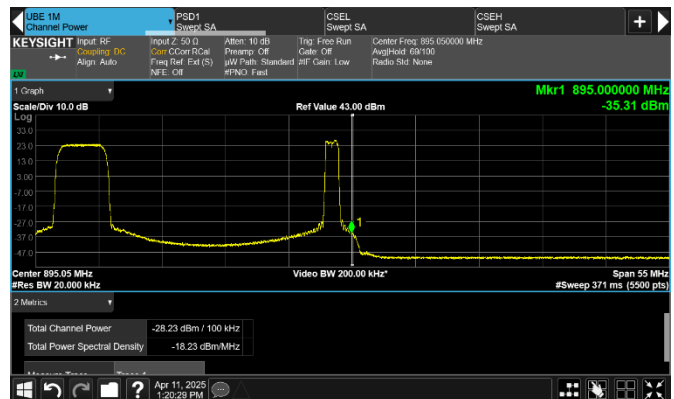 UBE 1M
Channel Power
PSD1
Swept SA
CSEL
Swept SA
CSEH
Swept SA
KEYSIGHT
Input: RF
Coupling: DC
Align: Auto
Input Z: 50 Ω
Corr CCorr RCal
Freq Ref: Ext (S)
NFE: Off
Atten: 10 dB
Preamp: Off
µW Path: Standard
#PNO: Fast
Trig: Free Run
Gate: Off
#IF Gain: Low
Center Freq: 895.050000 MHz
Avg|Hold: 69/100
Radio Std: None
LM
1 Graph
Mkr1 895.000000 MHz
Scale/Div 10.0 dB
Ref Value 43.00 dBm
-35.31 dBm
Log
33.0
23.0
13.0
3.00
-7.00
-17.0
-27.0
1
-37.0
-47.0
Center 895.05 MHz
Video BW 200.00 kHz*
Span 55 MHz
#Res BW 20.000 kHz
#Sweep 371 ms (5500 pts)
2 Metrics
Total Channel Power
-28.23 dBm / 100 kHz
Total Power Spectral Density
-18.23 dBm/MHz
?
Apr 11, 2025
1:20:29 PM